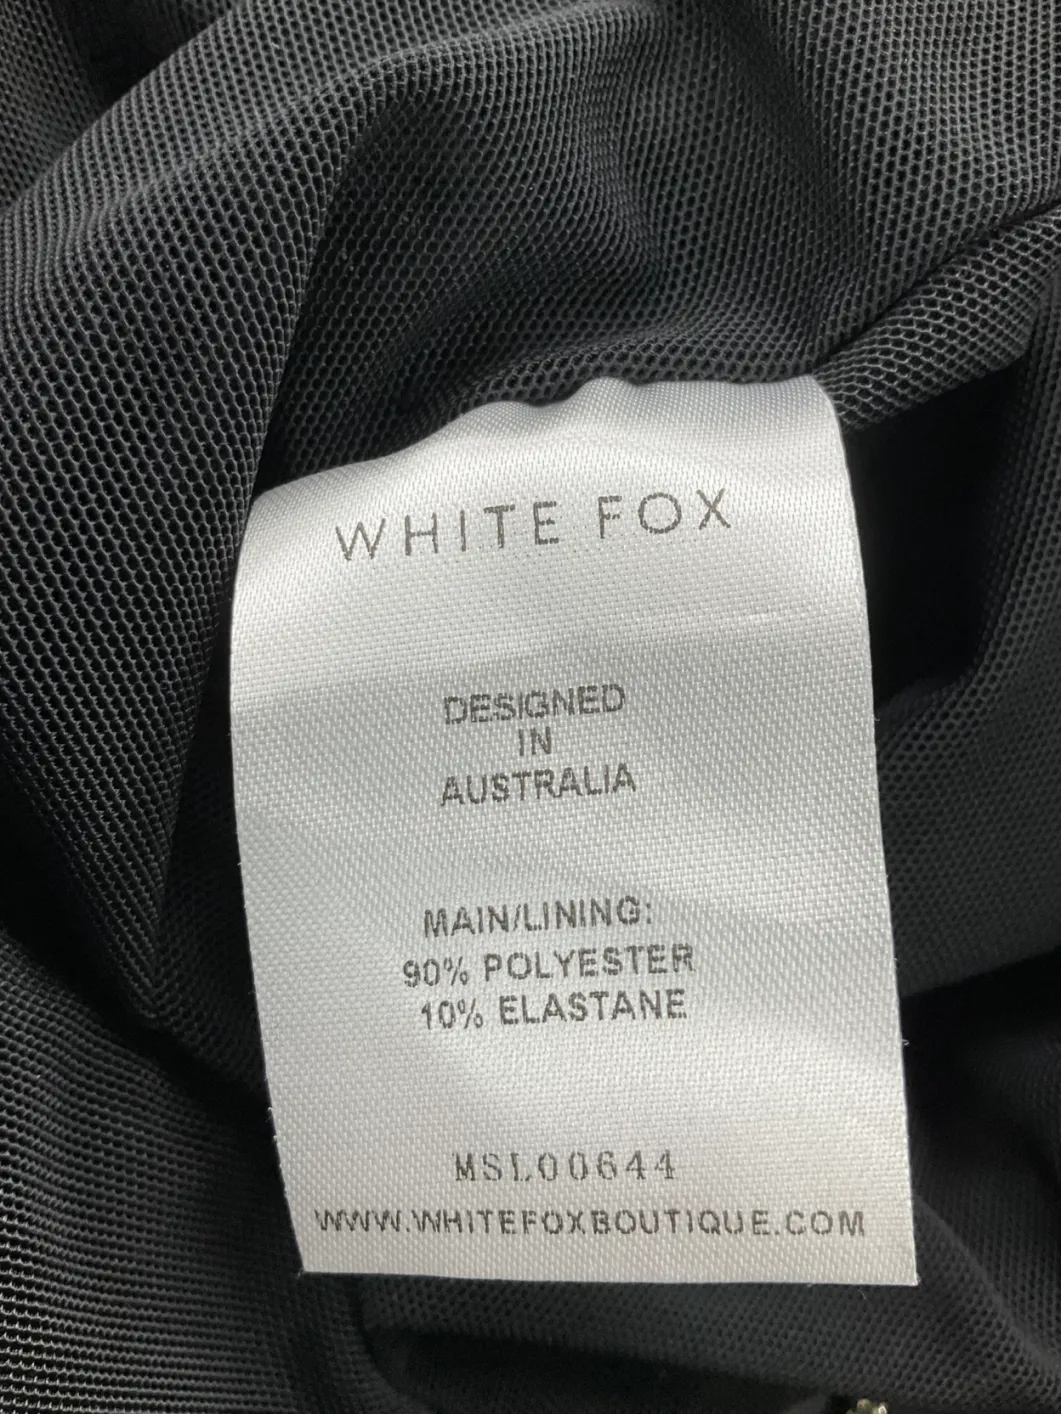 WHITE FOX
DESIGNED
IN
AUSTRALIA
MAIN/LINING:
90% POLYESTER
10% ELASTANE
MSL00644
WWW.WHITEFOXBOUTIQUE.COM